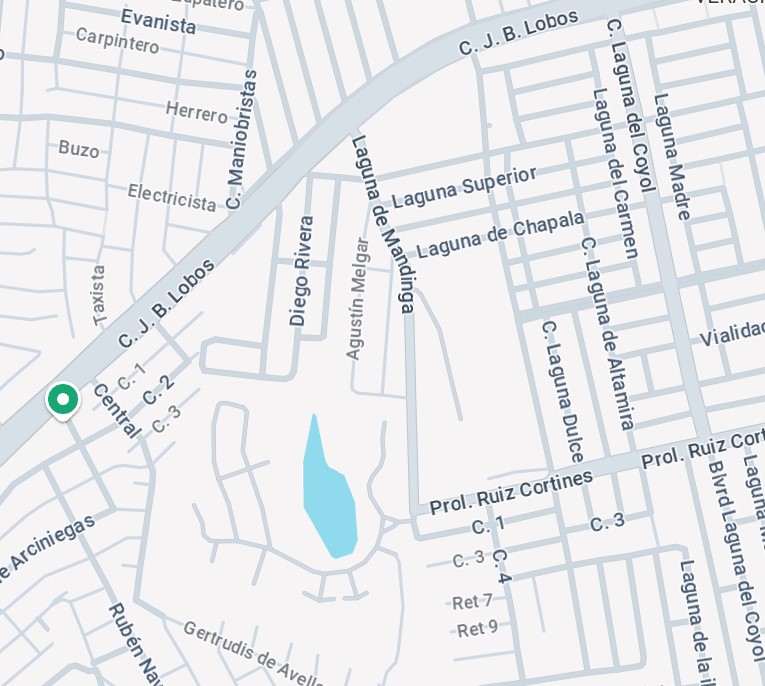 Zapatero
Evanista
Carpintero
C. J. B. Lobos
C. Laguna del Coyol
C. Maniobristas
Laguna del Carmen
Laguna Madre
Herrero
Buzo
Laguna de Mandinga
Laguna Superior
Electricista
Laguna de Chapala
Diego Rivera
Agustín Melgar
C. Laguna de Altamira
Taxista
C. J. B. Lobos
C. Laguna Dulce
Vialidad
C. 1
C. 2
Central
C. 3
Prol. Ruiz Cort
Prol. Ruiz Cortines
Blvrd Laguna del Coyol
C. 1
C. 3
e Arciniegas
C. 3
C. 4
Laguna de la i
Ret 7
Ret 9
Rubén Nav
Gertrudis de Avella